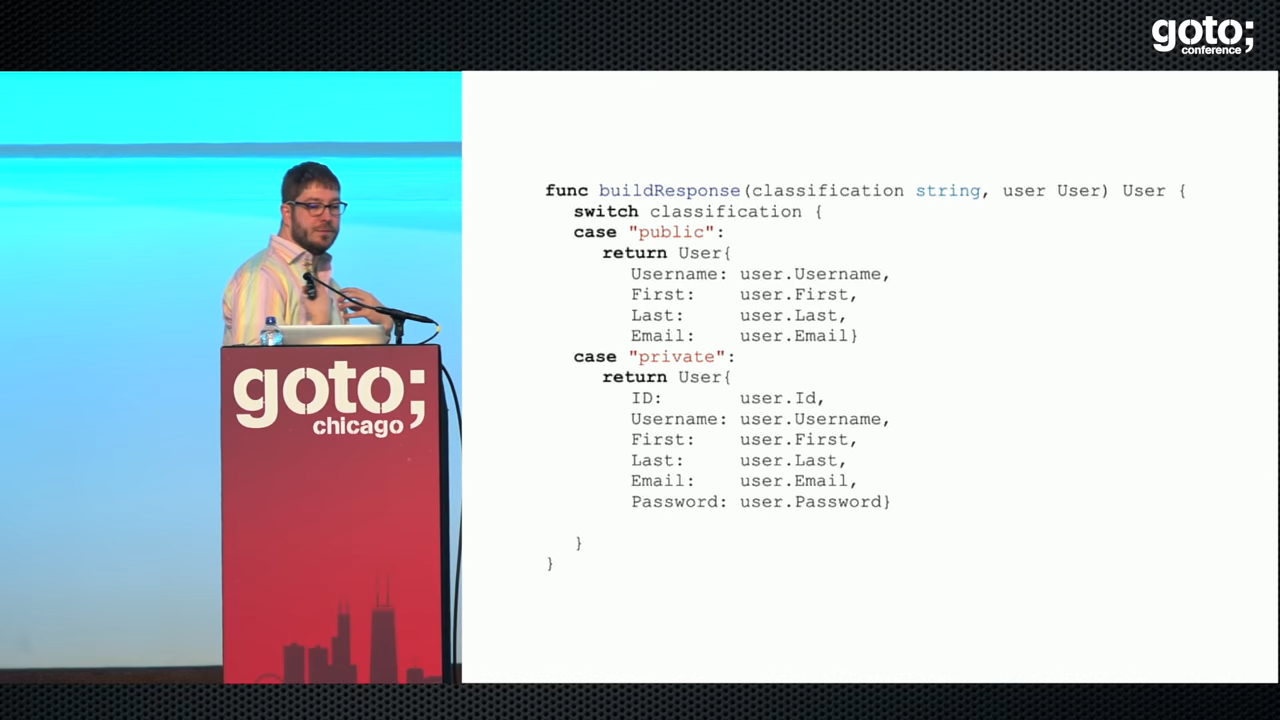 goto;
conference
goto;
chicago
func buildResponse(classification string, user User) User {
switch classification {
case "public":
return User{
Username: user.Username,
First: user.First,
Last: user.Last,
Email: user.Email}
case "private":
return User{
ID: user.Id,
Username: user.Username,
First: user.First,
Last: user.Last,
Email: user.Email,
Password: user.Password}
}
}